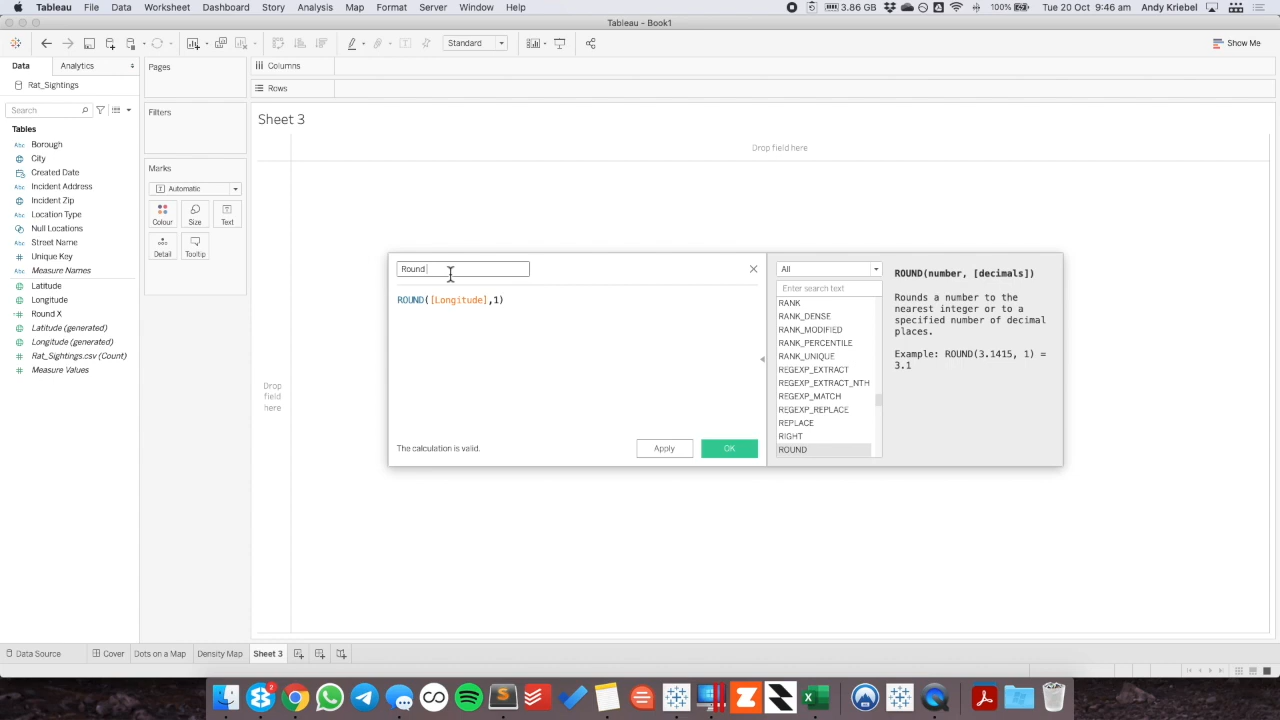 Tableau File Data Worksheet Dashboard Story Analysis Map Format Server Window Help 3.86 GB 100% Tue 20 Oct 9:46 am Andy Kriebel
Tableau - Book1
Standard Show Me
Data Analytics Pages Columns
Rat_Sightings Rows
Search
Filters
Sheet 3
Tables
Drop field here
Abc Borough
City
Created Date
Abc Incident Address
Incident Zip
Abc Location Type
Null Locations
Abc Street Name
Unique Key
Abc Measure Names
Latitude
Longitude
Round X
Latitude (generated)
Longitude (generated)
Rat_Sightings.csv (Count)
Measure Values
Marks
Automatic
Colour Size Text
Detail Tooltip
Drop
field
here
Round
ROUND([Longitude],1)
The calculation is valid.
Apply OK
All
Enter search text
RANK
RANK_DENSE
RANK_MODIFIED
RANK_PERCENTILE
RANK_UNIQUE
REGEXP_EXTRACT
REGEXP_EXTRACT_NTH
REGEXP_MATCH
REGEXP_REPLACE
REPLACE
RIGHT
ROUND
ROUND(number, [decimals])
Rounds a number to the
nearest integer or to a
specified number of decimal
places.
Example: ROUND(3.1415, 1) =
3.1
Data Source Cover Dots on a Map Density Map Sheet 3